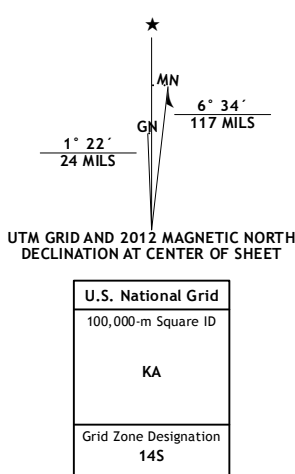 MN
6° 34´
117 MILS
GN
1° 22´
24 MILS
UTM GRID AND 2012 MAGNETIC NORTH
DECLINATION AT CENTER OF SHEET
U.S. National Grid
100,000-m Square ID
KA
Grid Zone Designation
14S